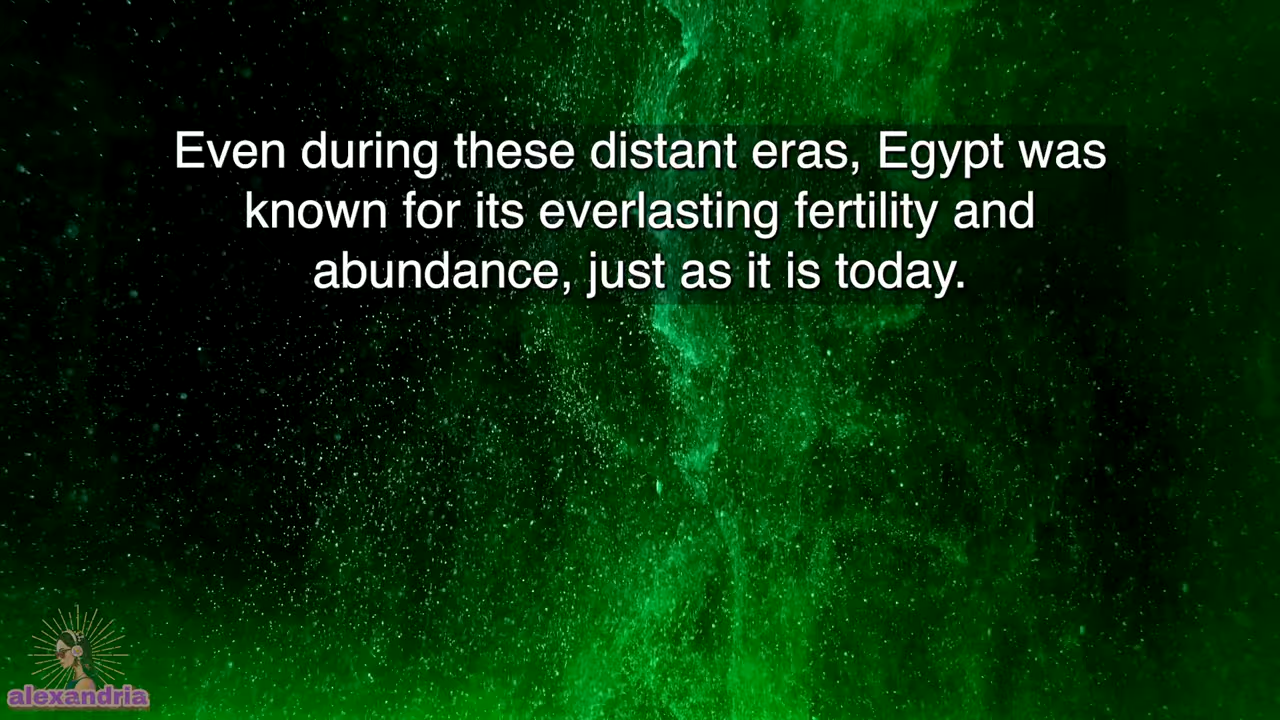 Even during these distant eras, Egypt was
known for its everlasting fertility and
abundance, just as it is today.
alexandria